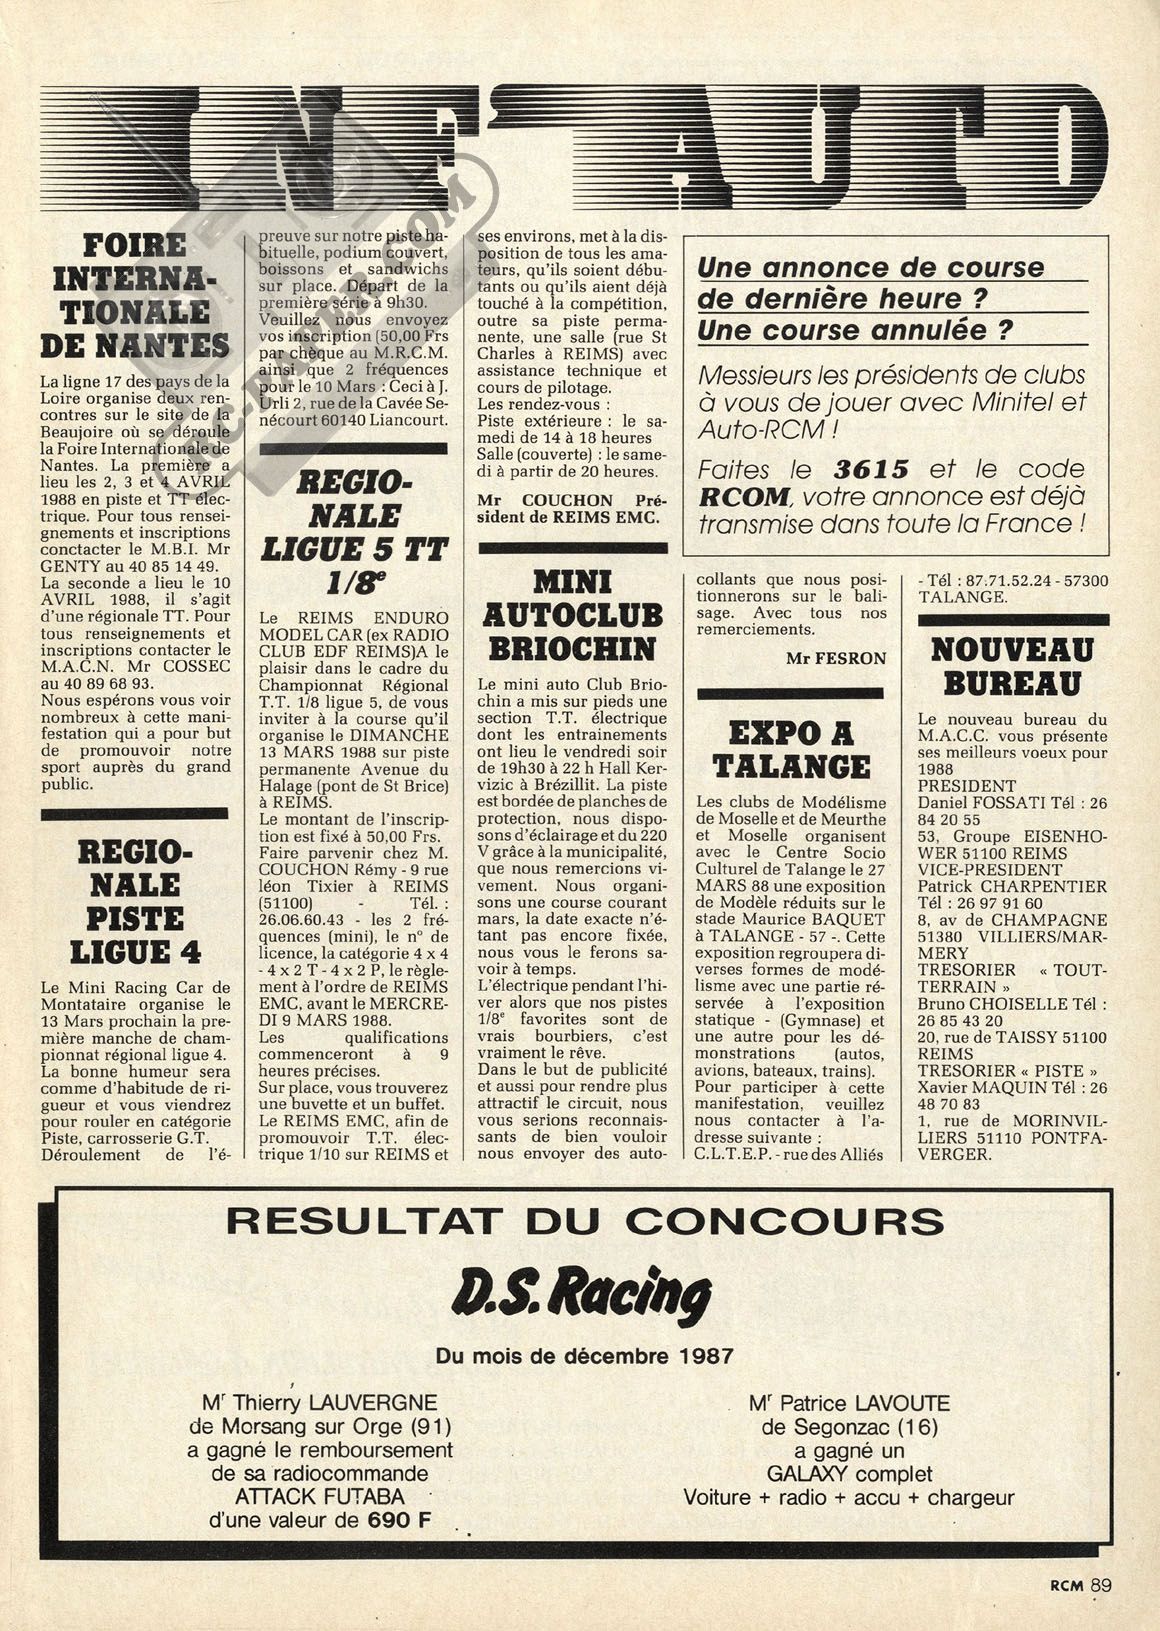 INF'AUTO
FOIRE
INTERNA-
TIONALE
DE NANTES
La ligne 17 des pays de la
Loire organise deux ren-
contres sur le site de la
Beaujoire où se déroule
la Foire Internationale de
Nantes. La première a
lieu les 2, 3 et 4 AVRIL
1988 en piste et TT élec-
trique. Pour tous rensei-
gnements et inscriptions
conctacter le M.B.I. Mr
GENTY au 40 85 14 49.
La seconde a lieu le 10
AVRIL 1988, il s'agit
d'une régionale TT. Pour
tous renseignements et
inscriptions contacter le
M.A.C.N. Mr COSSEC
au 40 89 68 93.
Nous espérons vous voir
nombreux à cette mani-
festation qui a pour but
de promouvoir notre
sport auprès du grand
public.
REGIO-
NALE
PISTE
LIGUE 4
Le Mini Racing Car de
Montataire organise le
13 Mars prochain la pre-
mière manche de cham-
pionnat régional ligue 4.
La bonne humeur sera
comme d'habitude de ri-
gueur et vous viendrez
pour rouler en catégorie
Piste, carrosserie G.T.
Déroulement de l'é-
preuve sur notre piste ha-
bituelle, podium couvert,
boissons et sandwichs
sur place. Départ de la
première série à 9h30.
Veuillez nous envoyez
vos inscription (50,00 Frs
par chèque au M.R.C.M.
ainsi que 2 fréquences
pour le 10 Mars : Ceci à J.
Urli 2, rue de la Cavée Se-
nécourt 60140 Liancourt.
REGIO-
NALE
LIGUE 5 TT
1/8e
Le REIMS ENDURO
MODEL CAR (ex RADIO
CLUB EDF REIMS)A le
plaisir dans le cadre du
Championnat Régional
T.T. 1/8 ligue 5, de vous
inviter à la course qu'il
organise le DIMANCHE
13 MARS 1988 sur piste
permanente Avenue du
Halage (pont de St Brice)
à REIMS.
Le montant de l'inscrip-
tion est fixé à 50,00 Frs.
Faire parvenir chez M.
COUCHON Rémy - 9 rue
léon Tixier à REIMS
(51100) - Tél. :
26.06.60.43 - les 2 fré-
quences (mini), le n° de
licence, la catégorie 4 x 4
- 4 x 2 T - 4 x 2 P, le règle-
ment à l'ordre de REIMS
EMC, avant le MERCRE-
DI 9 MARS 1988.
Les qualifications
commenceront à 9
heures précises.
Sur place, vous trouverez
une buvette et un buffet.
Le REIMS EMC, afin de
promouvoir T.T. élec-
trique 1/10 sur REIMS et
ses environs, met à la dis-
position de tous les ama-
teurs, qu'ils soient débu-
tants ou qu'ils aient déjà
touché à la compétition,
outre sa piste perma-
nente, une salle (rue St
Charles à REIMS) avec
assistance technique et
cours de pilotage.
Les rendez-vous :
Piste extérieure : le sa-
medi de 14 à 18 heures
Salle (couverte) : le same-
di à partir de 20 heures.
Mr COUCHON Pré-
sident de REIMS EMC.
MINI
AUTOCLUB
BRIOCHIN
Le mini auto Club Brio-
chin a mis sur pieds une
section T.T. électrique
dont les entrainements
ont lieu le vendredi soir
de 19h30 à 22 h Hall Ker-
vizic à Brézillit. La piste
est bordée de planches de
protection, nous dispo-
sons d'éclairage et du 220
V grâce à la municipalité,
que nous remercions vi-
vement. Nous organi-
sons une course courant
mars, la date exacte n'é-
tant pas encore fixée,
nous vous le ferons sa-
voir à temps.
L'électrique pendant l'hi-
ver alors que nos pistes
1/8e favorites sont de
vrais bourbiers, c'est
vraiment le rêve.
Dans le but de publicité
et aussi pour rendre plus
attractif le circuit, nous
vous serions reconnais-
sants de bien vouloir
nous envoyer des auto-
Une annonce de course
de dernière heure ?
Une course annulée ?
Messieurs les présidents de clubs
à vous de jouer avec Minitel et
Auto-RCM !
Faites le 3615 et le code
RCOM, votre annonce est déjà
transmise dans toute la France !
collants que nous posi-
tionnerons sur le bali-
sage. Avec tous nos
remerciements.
Mr FESRON
EXPO A
TALANGE
Les clubs de Modélisme
de Moselle et de Meurthe
et Moselle organisent
avec le Centre Socio
Culturel de Talange le 27
MARS 88 une exposition
de Modèle réduits sur le
stade Maurice BAQUET
à TALANGE - 57 -. Cette
exposition regroupera di-
verses formes de modé-
lisme avec une partie ré-
servée à l'exposition
statique - (Gymnase) et
une autre pour les dé-
monstrations (autos,
avions, bateaux, trains).
Pour participer à cette
manifestation, veuillez
nous contacter à l'a-
dresse suivante :
C.L.T.E.P. - rue des Alliés
- Tél : 87.71.52.24 - 57300
TALANGE.
NOUVEAU
BUREAU
Le nouveau bureau du
M.A.C.C. vous présente
ses meilleurs voeux pour
1988
PRESIDENT
Daniel FOSSATI Tél : 26
84 20 55
53, Groupe EISENHO-
WER 51100 REIMS
VICE-PRESIDENT
Patrick CHARPENTIER
Tél : 26 97 91 60
8, av de CHAMPAGNE
51380 VILLIERS/MAR-
MERY
TRESORIER « TOUT-
TERRAIN »
Bruno CHOISELLE Tél :
26 85 43 20
20, rue de TAISSY 51100
REIMS
TRESORIER « PISTE »
Xavier MAQUIN Tél : 26
48 70 83
1, rue de MORINVIL-
LIERS 51110 PONTFA-
VERGER.
RESULTAT DU CONCOURS
D.S. Racing
Du mois de décembre 1987
Mr Thierry LAUVERGNE
de Morsang sur Orge (91)
a gagné le remboursement
de sa radiocommande
ATTACK FUTABA
d'une valeur de 690 F
Mr Patrice LAVOUTE
de Segonzac (16)
a gagné un
GALAXY complet
Voiture + radio + accu + chargeur
RCM 89
RC-PAPER.COM